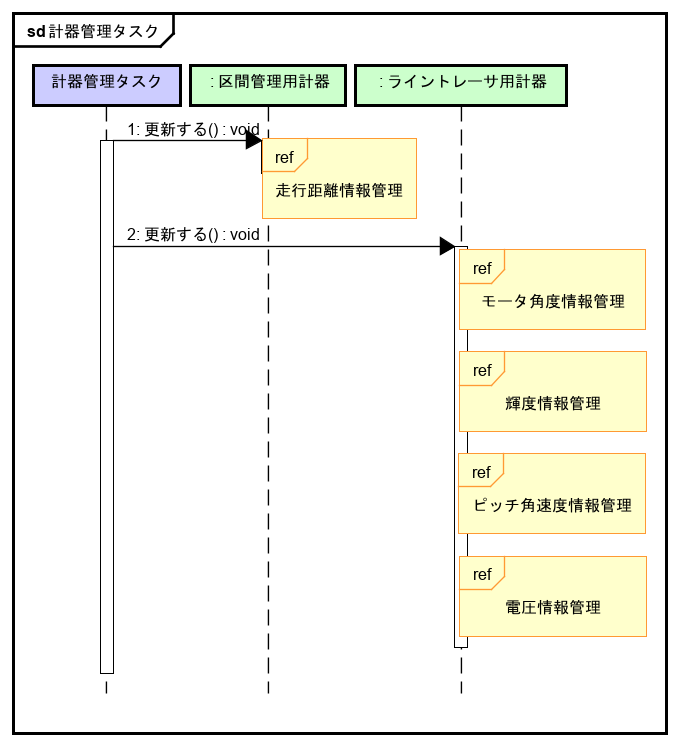 sd 計器管理タスク
計器管理タスク
: 区間管理用計器
: ライントレーサ用計器
1: 更新する() : void
ref
走行距離情報管理
2: 更新する() : void
ref
モータ角度情報管理
ref
輝度情報管理
ref
ピッチ角速度情報管理
ref
電圧情報管理